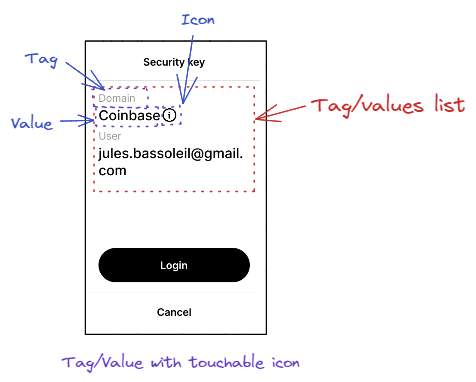 Icon
Tag
Security key
Domain
Tag/values list
Value
Coinbase
User
jules.bassoleil@gmail.
com
Login
Cancel
Tag/Value with touchable icon